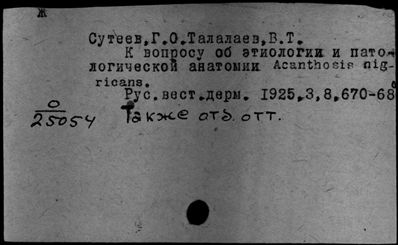 Ж
Сутеев,Г.О.Талалаев,В.Т.
К вопросу об этиологии и пато-
логической анатомии Acanthosis nig-
ricans.
Рус.вест.дерм. 1925,3,8,670-68
О
25054
Также отд. отт.